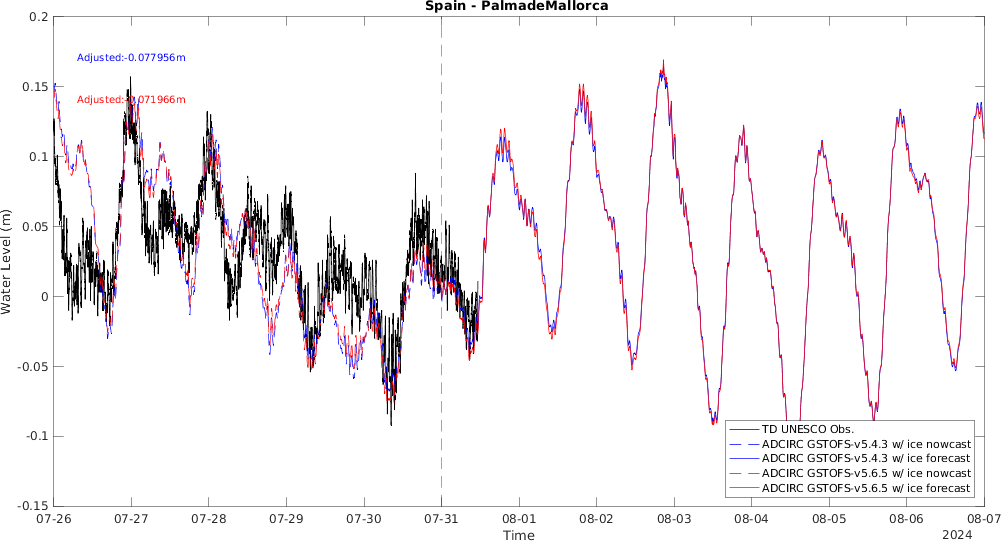 Spain - PalmadeMallorca
0.2
0.15
0.1
0.05
0
-0.05
-0.1
-0.15
Water Level (m)
Adjusted:-0.077956m
Adjusted:-0.071966m
TD UNESCO Obs.
ADCIRC GSTOFS-v5.4.3 w/ ice nowcast
ADCIRC GSTOFS-v5.4.3 w/ ice forecast
ADCIRC GSTOFS-v5.6.5 w/ ice nowcast
ADCIRC GSTOFS-v5.6.5 w/ ice forecast
07-26 07-27 07-28 07-29 07-30 07-31 08-01 08-02 08-03 08-04 08-05 08-06 08-07
Time
2024